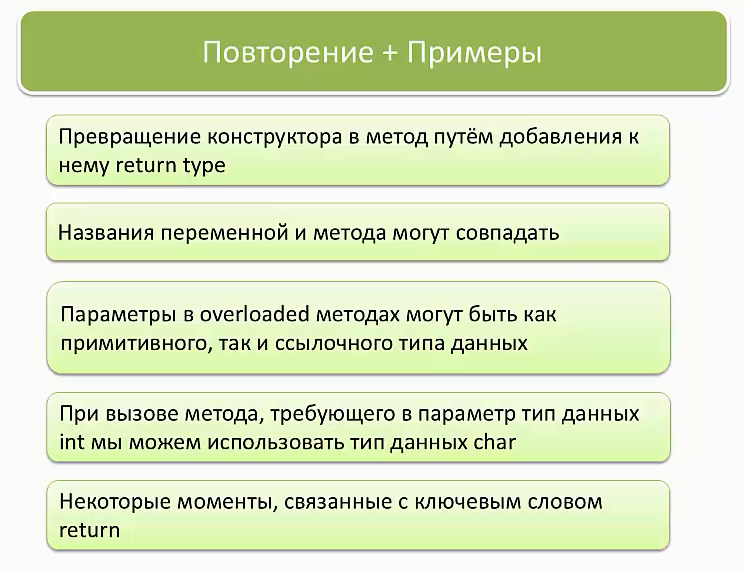 Повторение + Примеры
Превращение конструктора в метод путём добавления к
нему return type
Названия переменной и метода могут совпадать
Параметры в overloaded методах могут быть как
примитивного, так и ссылочного типа данных
При вызове метода, требующего в параметр тип данных
int мы можем использовать тип данных char
Некоторые моменты, связанные с ключевым словом
return